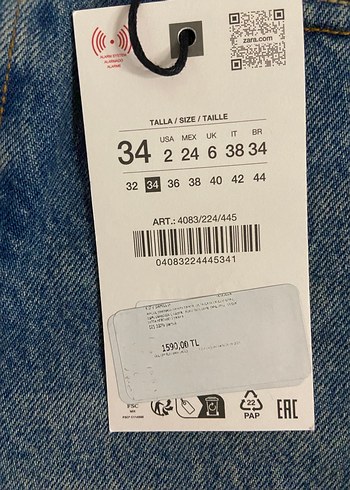 ALARM SYSTEM
zara.com
TALLA / SIZE / TAILLE
USA MEX UK IT BR
34 2 24 6 38 34
32 34 36 38 40 42 44
ART.: 4083/224/445
04083224445341
1590,00 TL
FSC
22
PAP
EAC